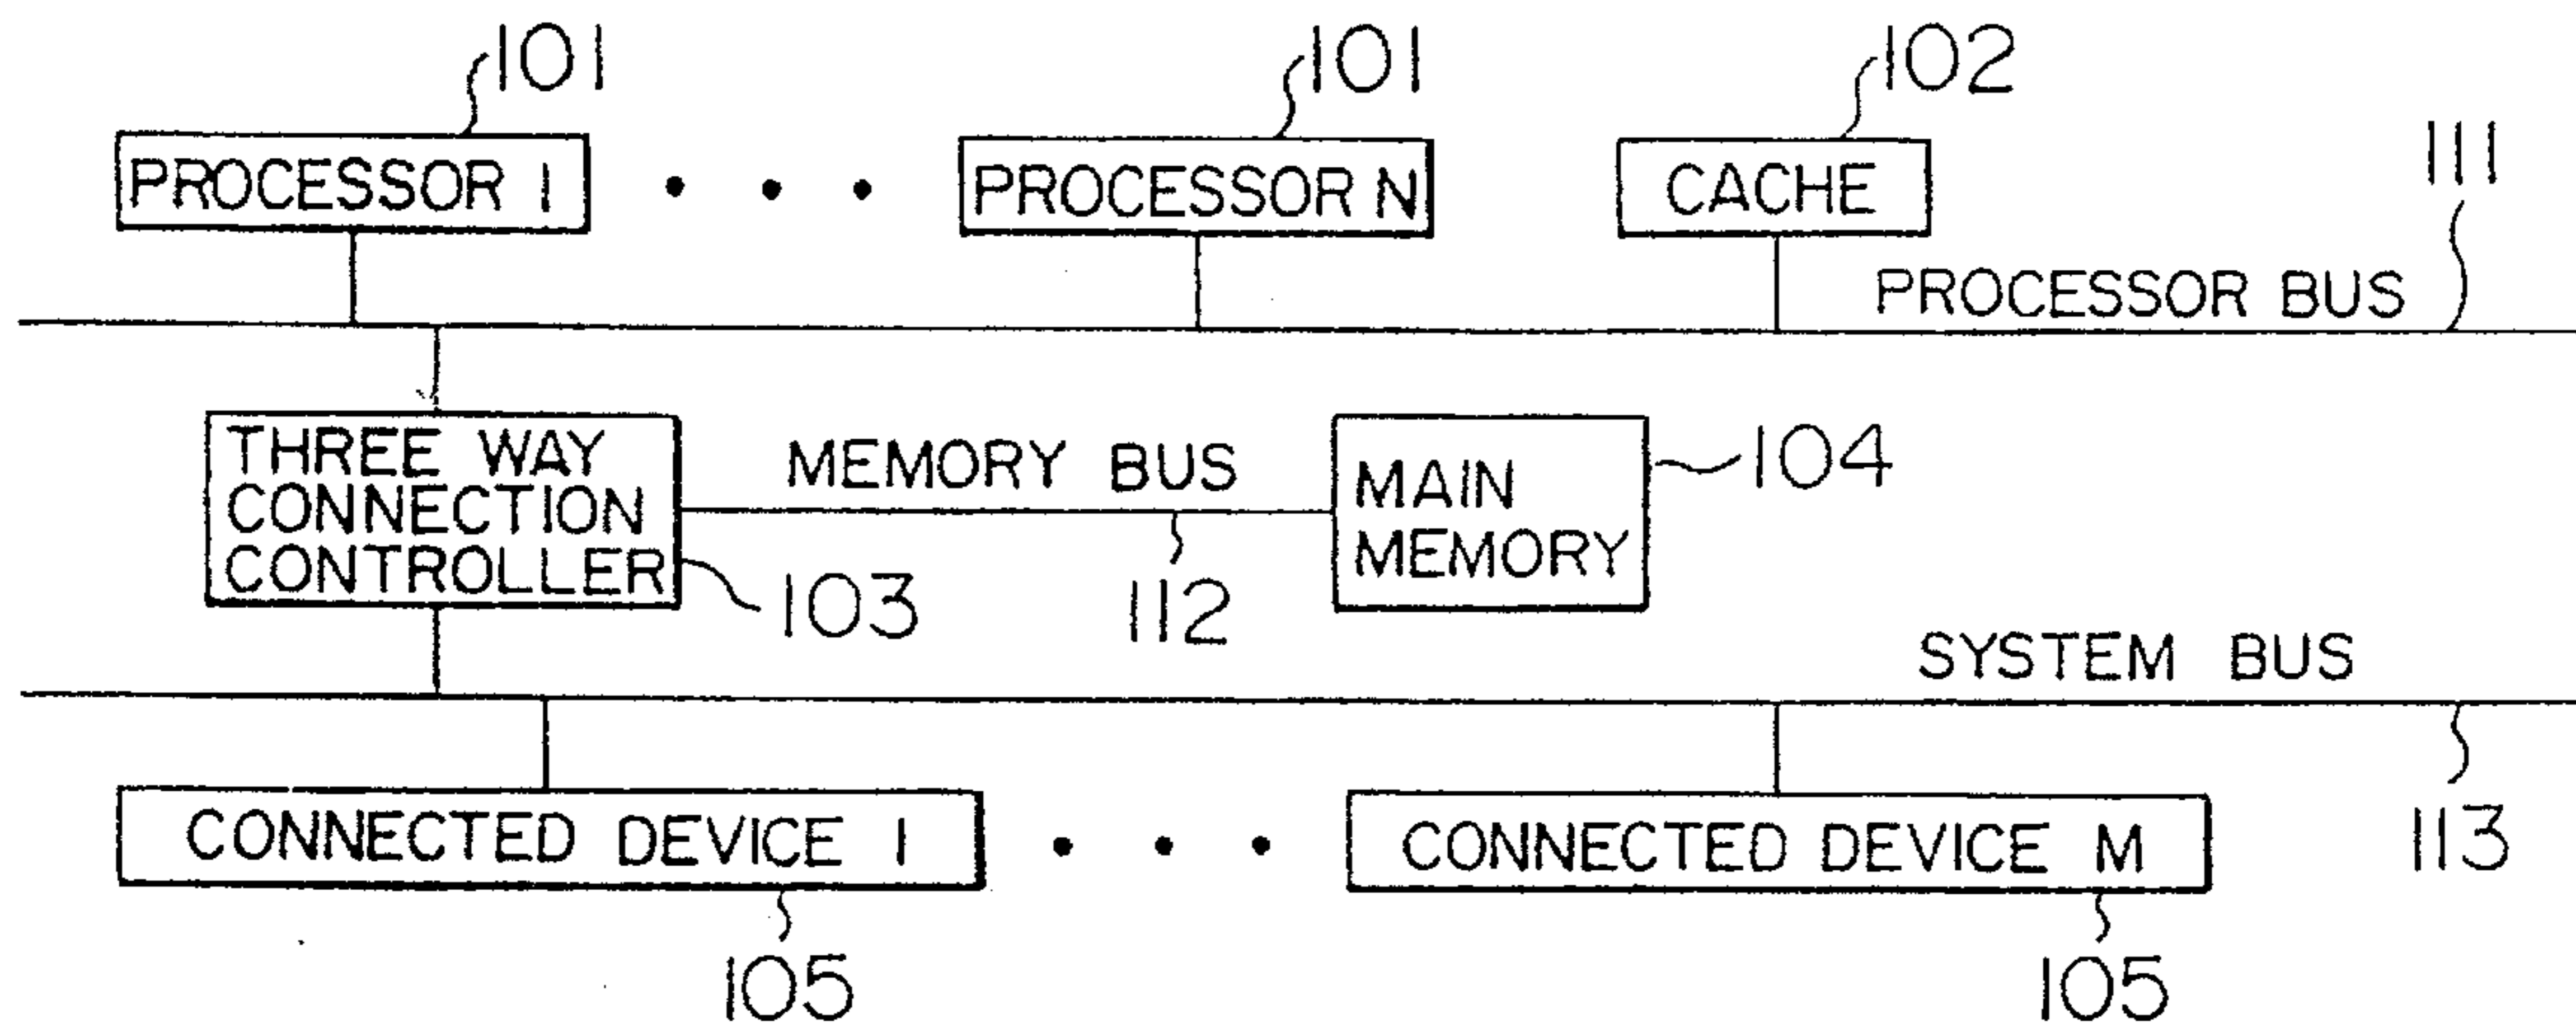 101
101
102
PROCESSOR 1
PROCESSOR N
CACHE
111
PROCESSOR BUS
THREE WAY
CONNECTION
CONTROLLER
103
MEMORY BUS
112
MAIN
MEMORY
104
SYSTEM BUS
113
CONNECTED DEVICE 1
CONNECTED DEVICE M
105
105